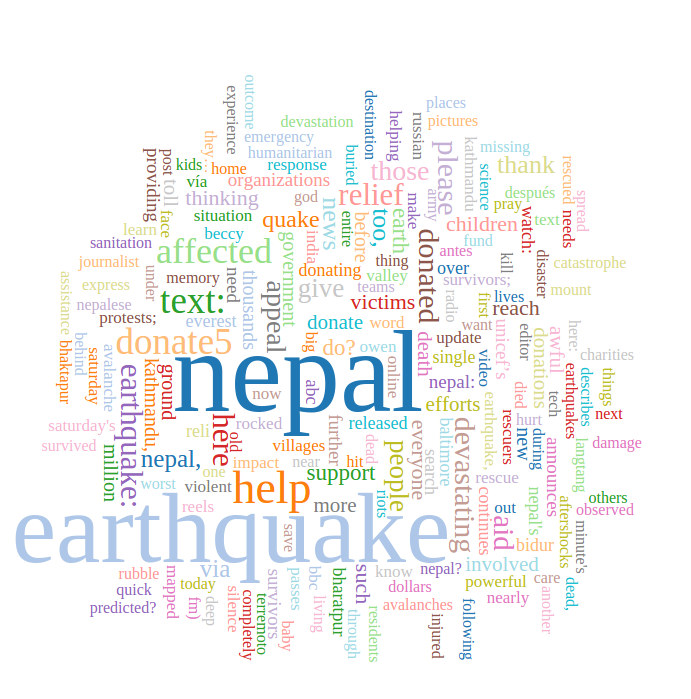 outcome
experience
destination
places
helping
russian
pictures
devastation
emergency
they…
humanitarian
buried
please
kathmandu
missing
post
providing
kids
home
response
those
science
thank
rescued
spread
vía
toll
organizations
thinking
god
relief
make
army
después
pray
face
situation
news
entire
too,
earth
children
text
needs
learn
beccy
quake
before
donated
fund
watch:
sanitation
affected
government
india
thing
antes
over
kill
disaster
catastrophe
journalist
under
memory
need
thousands
donating
teams
valley
survivors;
assistance
express
appeal
give
victims
radio
first
lives
mount
nepalese
text:
reach
protests;
everest
donate
word
want
unicef's
editor
donations
awful
here:
behind
saturday
avalanche
donate5
big
do?
owen
death
update
single
video
charities
bhaktapur
earthquake:
kathmandu,
ground
nepal
now
abc
online
nepal:
died
tech
earthquakes
describes
things
next
efforts
earthquake,
rescuers
hurt
saturday's
reli
here
old
rocked
further
released
everyone
baltimore
devastating
new
during
announces
langtang
damage
survived
million
nepal,
one
impact
villages
near
dead
hit
people
search
rescue
worst
violent
help
support
riots
continues
aid
out
nepal's
aftershocks
others
observed
reels
more
earthquake
save
bidur
minute's
via
rubble
mapped
today
survivors
passes
bbc
bharatpur
such
know
nepal?
involved
powerful
care
another
dead,
quick
predicted?
fm)
deep
silence
completely
terremoto
baby
living
through
residents
dollars
avalanches
injured
following
nearly